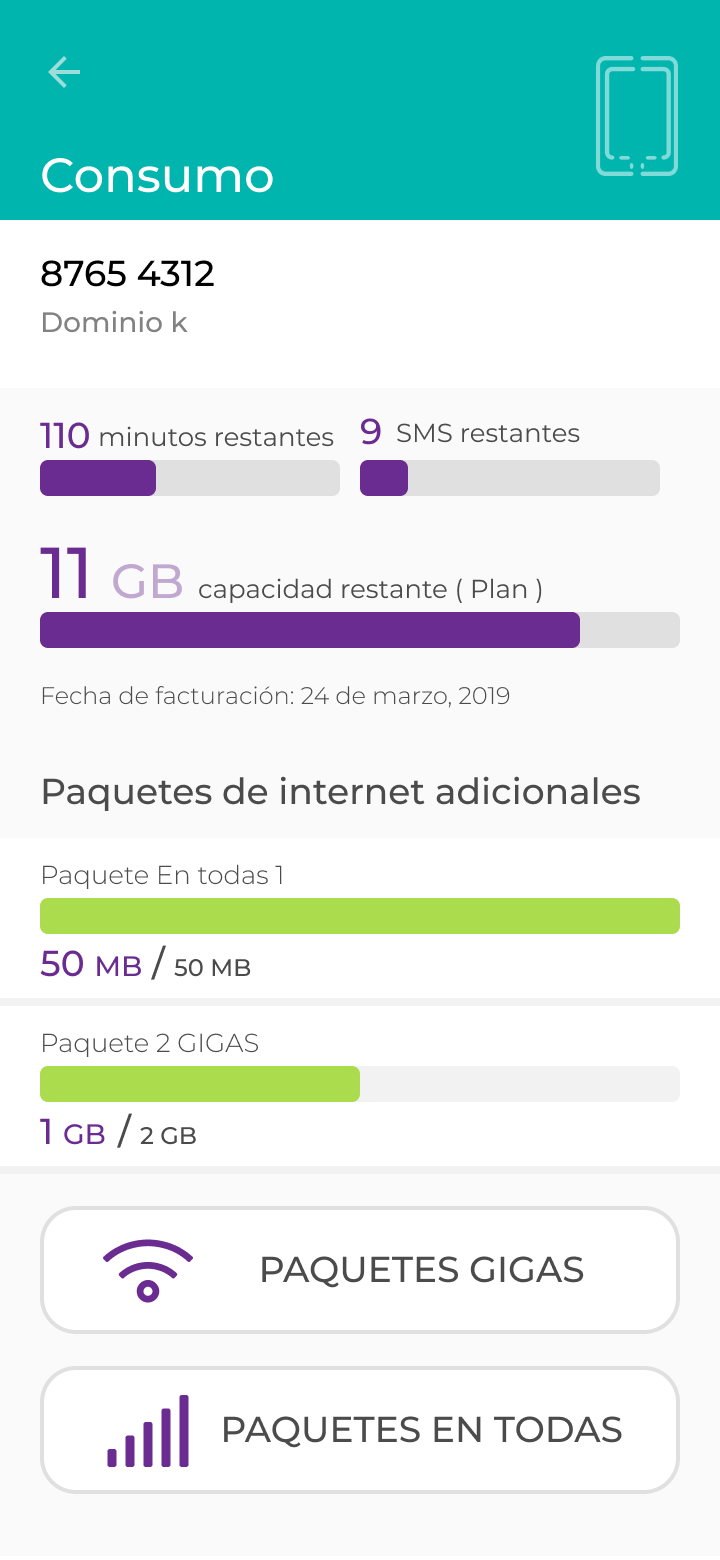 Consumo
8765 4312
Dominio k
110 minutos restantes
9 SMS restantes
11 GB capacidad restante ( Plan )
Fecha de facturación: 24 de marzo, 2019
Paquetes de internet adicionales
Paquete En todas 1
50 MB / 50 MB
Paquete 2 GIGAS
1 GB / 2 GB
PAQUETES GIGAS
PAQUETES EN TODAS